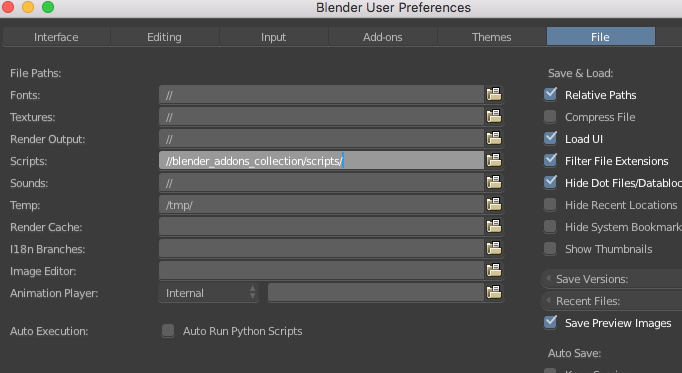 Blender User Preferences
Interface Editing Input Add-ons Themes File
File Paths: Save & Load:
Fonts: // Relative Paths
Textures: // Compress File
Render Output: // Load UI
Scripts: //blender_addons_collection/scripts/ Filter File Extensions
Sounds: // Hide Dot Files/Databloc
Temp: /tmp/ Hide Recent Locations
Render Cache: Hide System Bookmark
I18n Branches: Show Thumbnails
Image Editor: Save Versions:
Animation Player: Internal Recent Files:
Save Preview Images
Auto Execution: Auto Run Python Scripts
Auto Save: